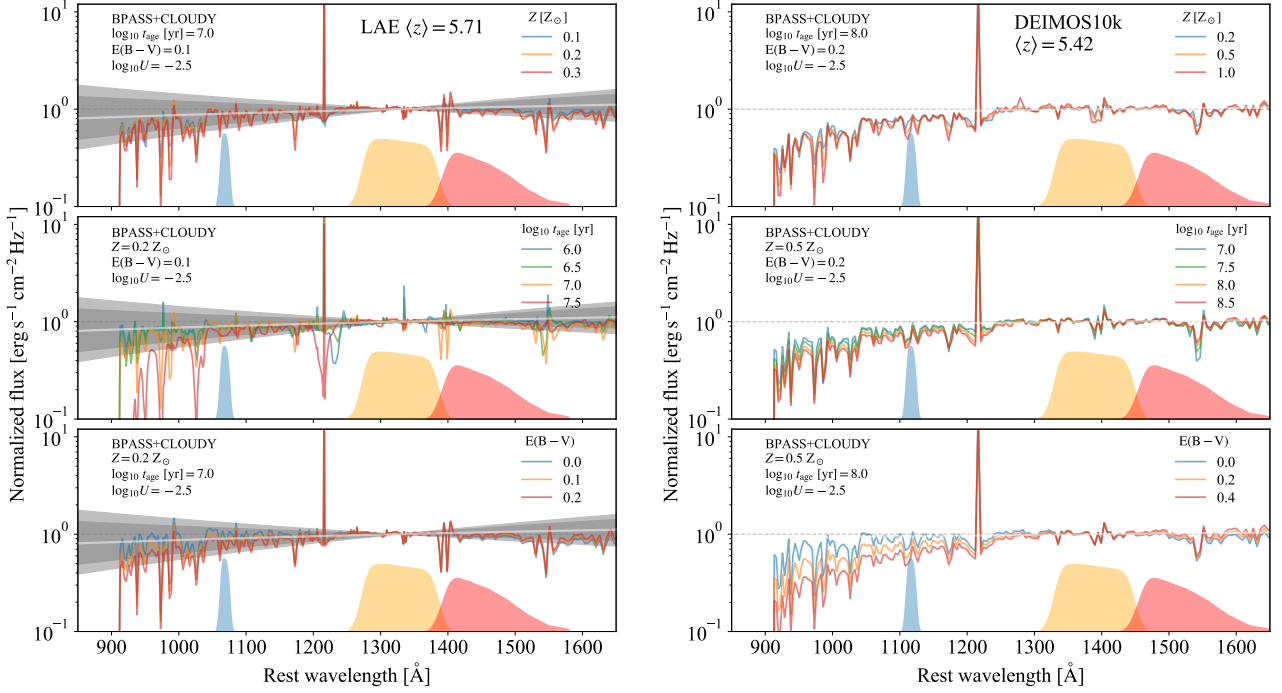 BPASS+CLOUDY
log₁₀ t_age [yr] = 7.0
E(B − V) = 0.1
log₁₀U = −2.5
LAE ⟨z⟩ = 5.71
Z [Z⊙]
0.1
0.2
0.3
10¹
10⁰
10⁻¹
BPASS+CLOUDY
Z = 0.2 Z⊙
E(B − V) = 0.1
log₁₀U = −2.5
log₁₀ t_age [yr]
6.0
6.5
7.0
7.5
10¹
10⁰
10⁻¹
Normalized flux [erg s⁻¹ cm⁻² Hz⁻¹]
BPASS+CLOUDY
Z = 0.2 Z⊙
log₁₀ t_age [yr] = 7.0
log₁₀U = −2.5
E(B − V)
0.0
0.1
0.2
10¹
10⁰
10⁻¹
900 1000 1100 1200 1300 1400 1500 1600
Rest wavelength [Å]
BPASS+CLOUDY
log₁₀ t_age [yr] = 8.0
E(B − V) = 0.2
log₁₀U = −2.5
DEIMOS10k
⟨z⟩ = 5.42
Z [Z⊙]
0.2
0.5
1.0
10¹
10⁰
10⁻¹
BPASS+CLOUDY
Z = 0.5 Z⊙
E(B − V) = 0.2
log₁₀U = −2.5
log₁₀ t_age [yr]
7.0
7.5
8.0
8.5
10¹
10⁰
10⁻¹
Normalized flux [erg s⁻¹ cm⁻² Hz⁻¹]
BPASS+CLOUDY
Z = 0.5 Z⊙
log₁₀ t_age [yr] = 8.0
log₁₀U = −2.5
E(B − V)
0.0
0.2
0.4
10¹
10⁰
10⁻¹
900 1000 1100 1200 1300 1400 1500 1600
Rest wavelength [Å]